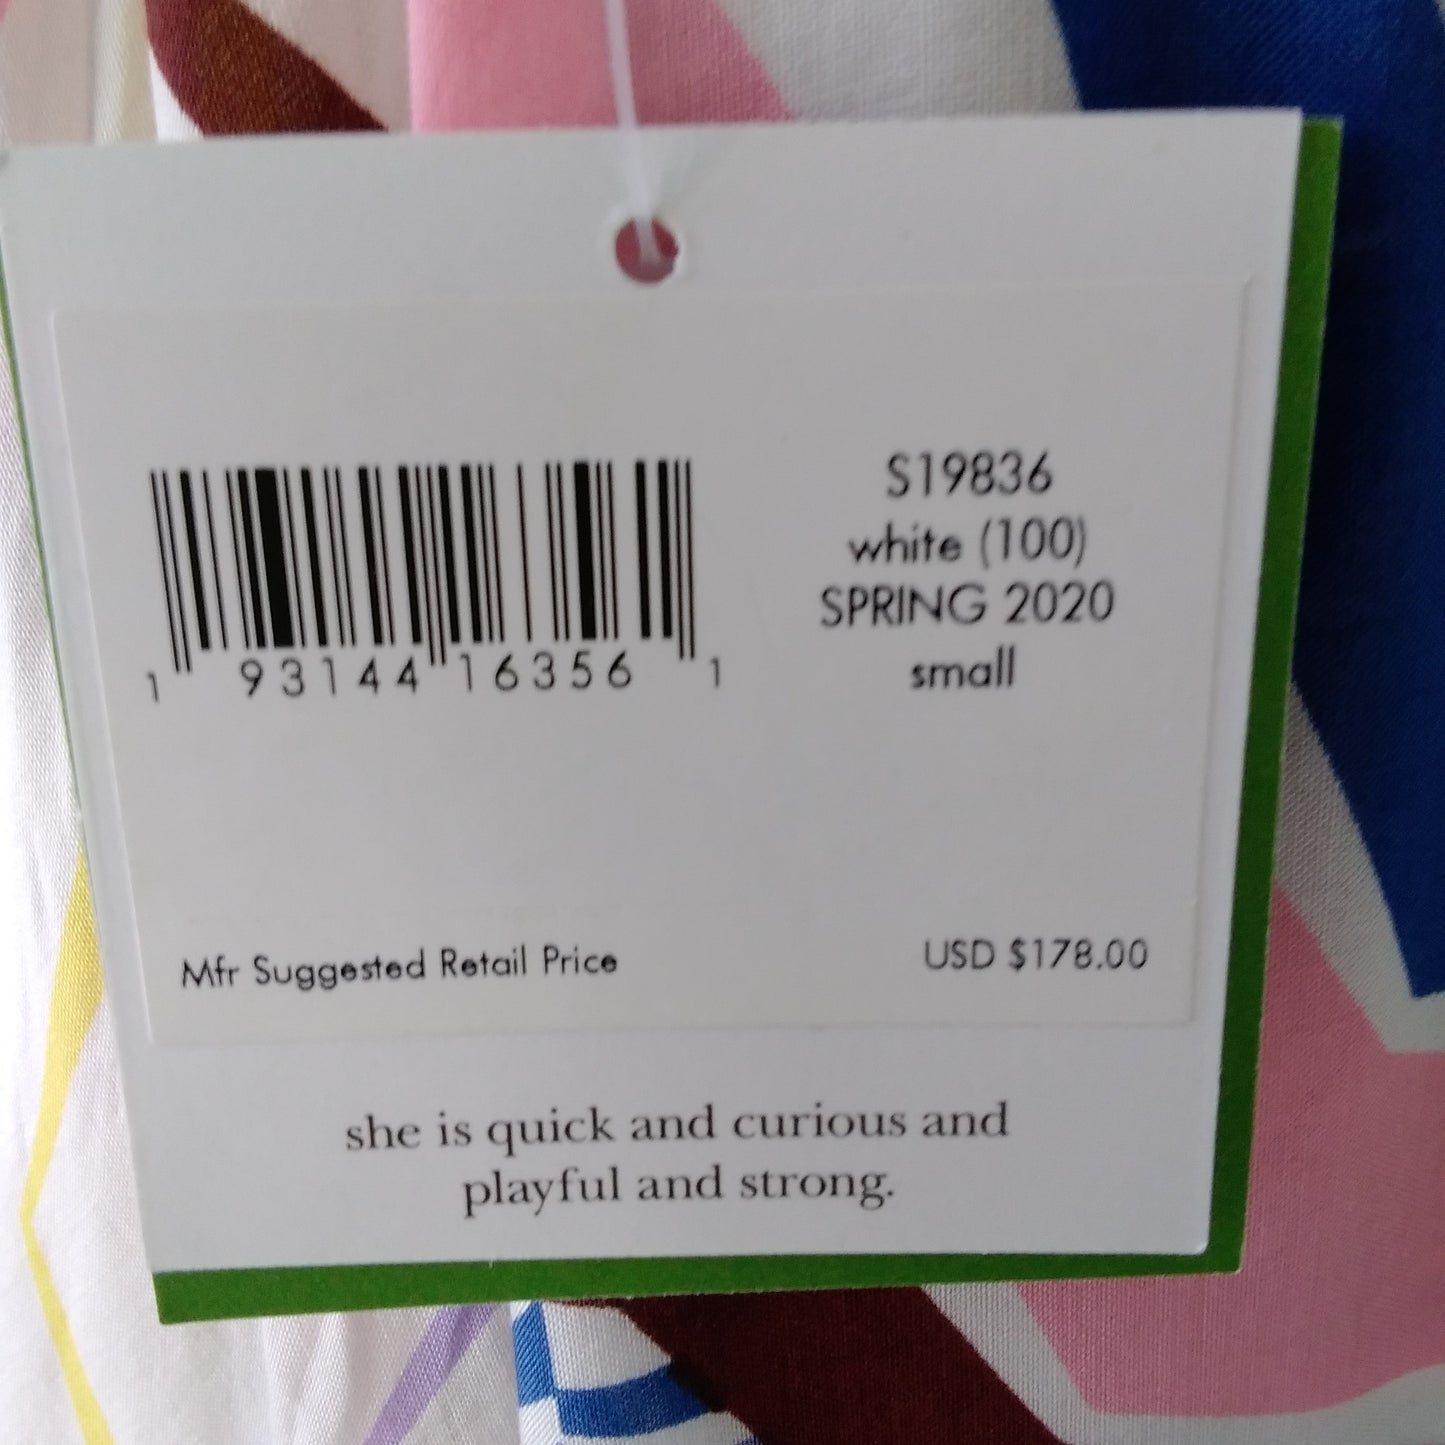 S19836
white (100)
SPRING 2020
small
1 93144 16356 1
Mfr Suggested Retail Price USD $178.00
she is quick and curious and
playful and strong.